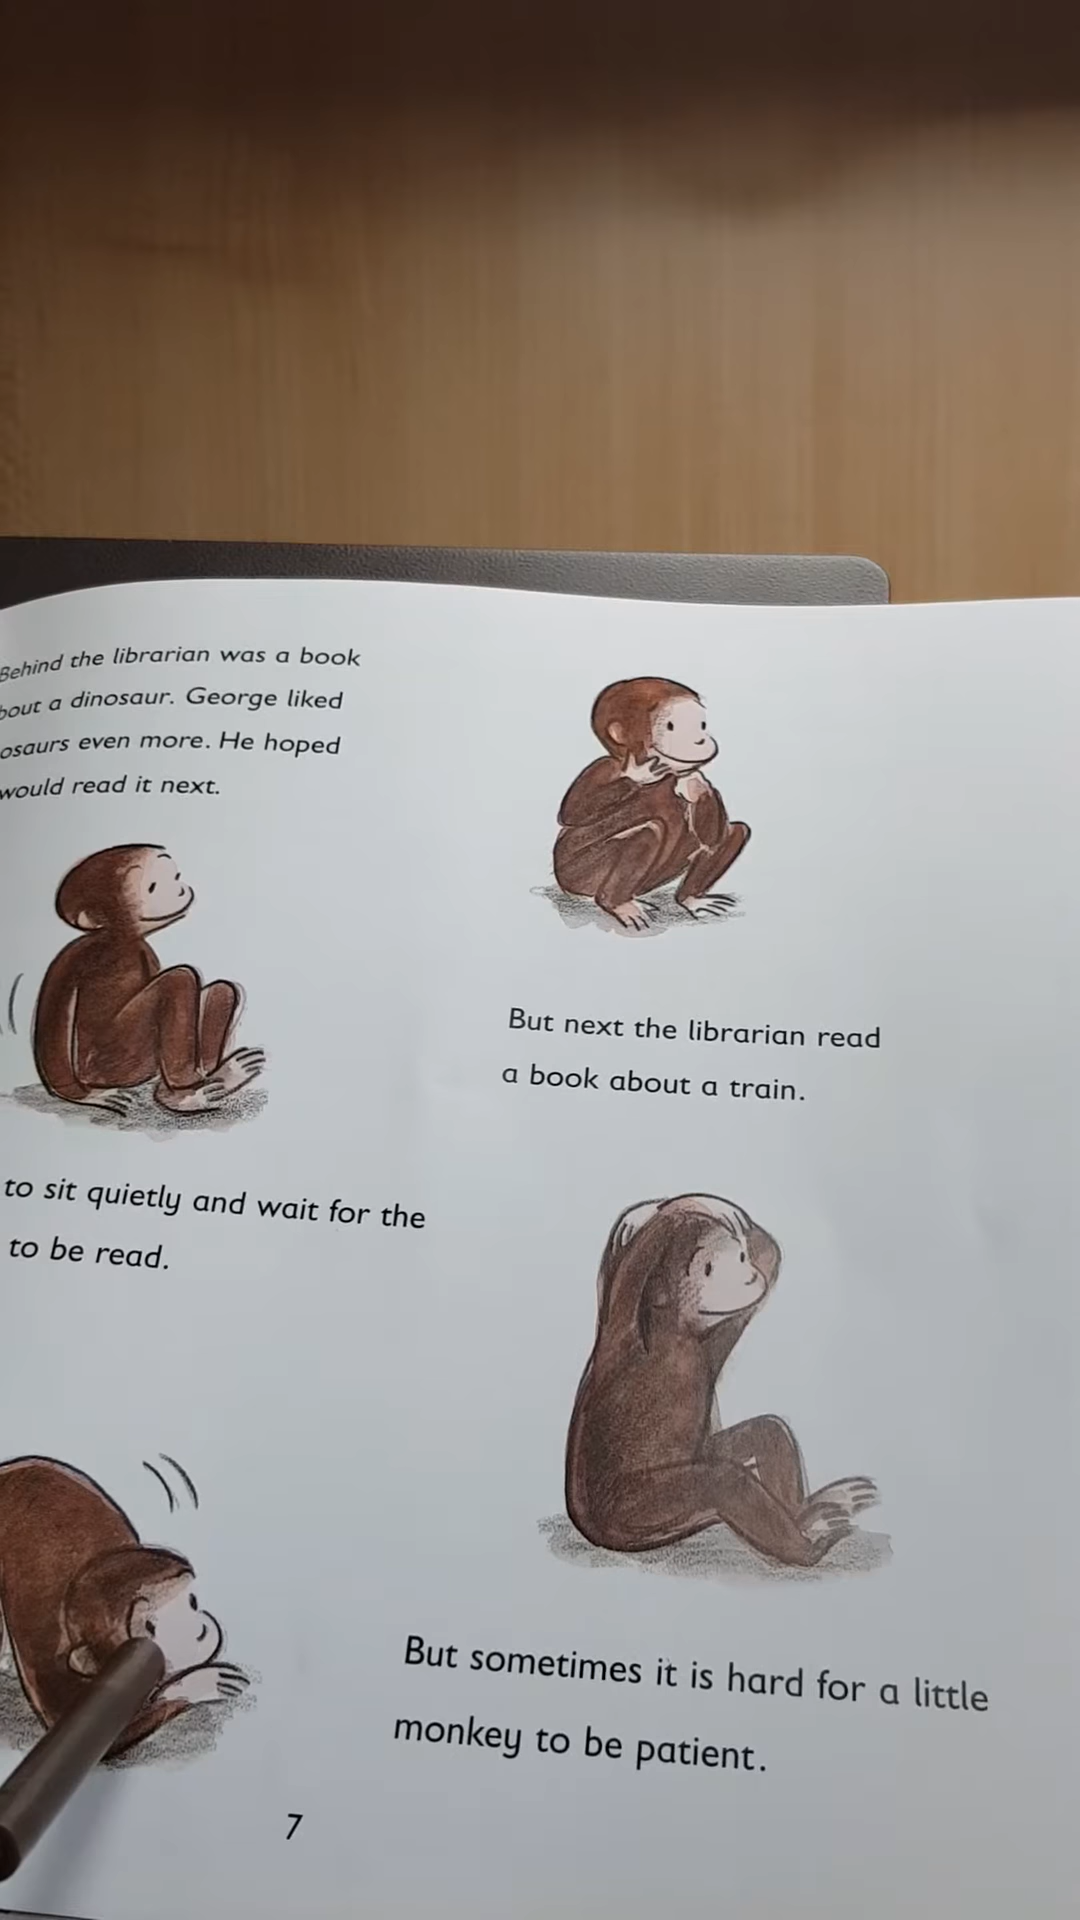 Behind the librarian was a book
bout a dinosaur. George liked
osaurs even more. He hoped
would read it next.
But next the librarian read
a book about a train.
to sit quietly and wait for the
to be read.
But sometimes it is hard for a little
monkey to be patient.
7